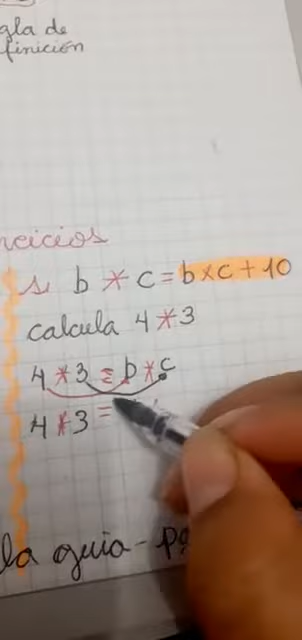 gla de
finición
rcicios
si b * c = b x c + 10
calcula 4 * 3
4 * 3 = b * c
4 * 3 =
la guia -